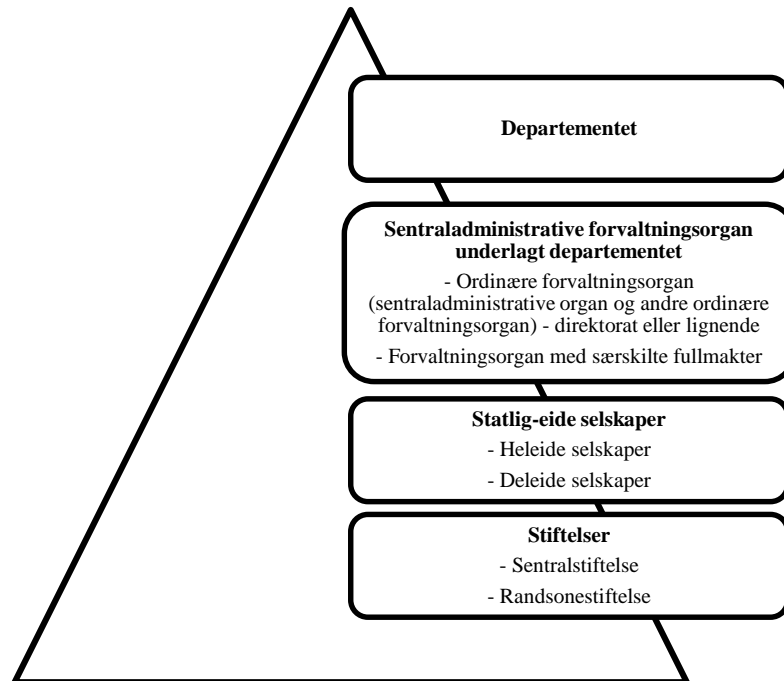 Departementet
Sentraladministrative forvaltningsorgan
underlagt departementet
- Ordinære forvaltningsorgan
(sentraladministrative organ og andre ordinære
forvaltningsorgan) - direktorat eller lignende
- Forvaltningsorgan med særskilte fullmakter
Statlig-eide selskaper
- Heleide selskaper
- Deleide selskaper
Stiftelser
- Sentralstiftelse
- Randsonestiftelse